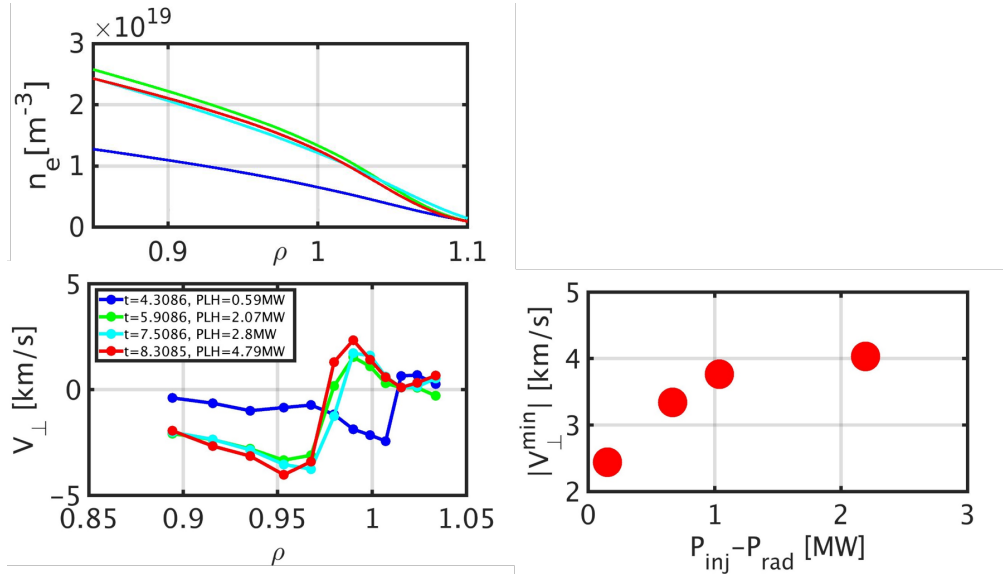 ×10^19
3
2
1
0
n_e[m^-3]
0.9
ρ
1
1.1
5
0
-5
V_⊥ [km/s]
t=4.3086, PLH=0.59MW
t=5.9086, PLH=2.07MW
t=7.5086, PLH=2.8MW
t=8.3085, PLH=4.79MW
0.85
0.9
0.95
1
1.05
ρ
5
4
3
2
|V_⊥^min| [km/s]
0
1
2
3
P_inj-P_rad [MW]